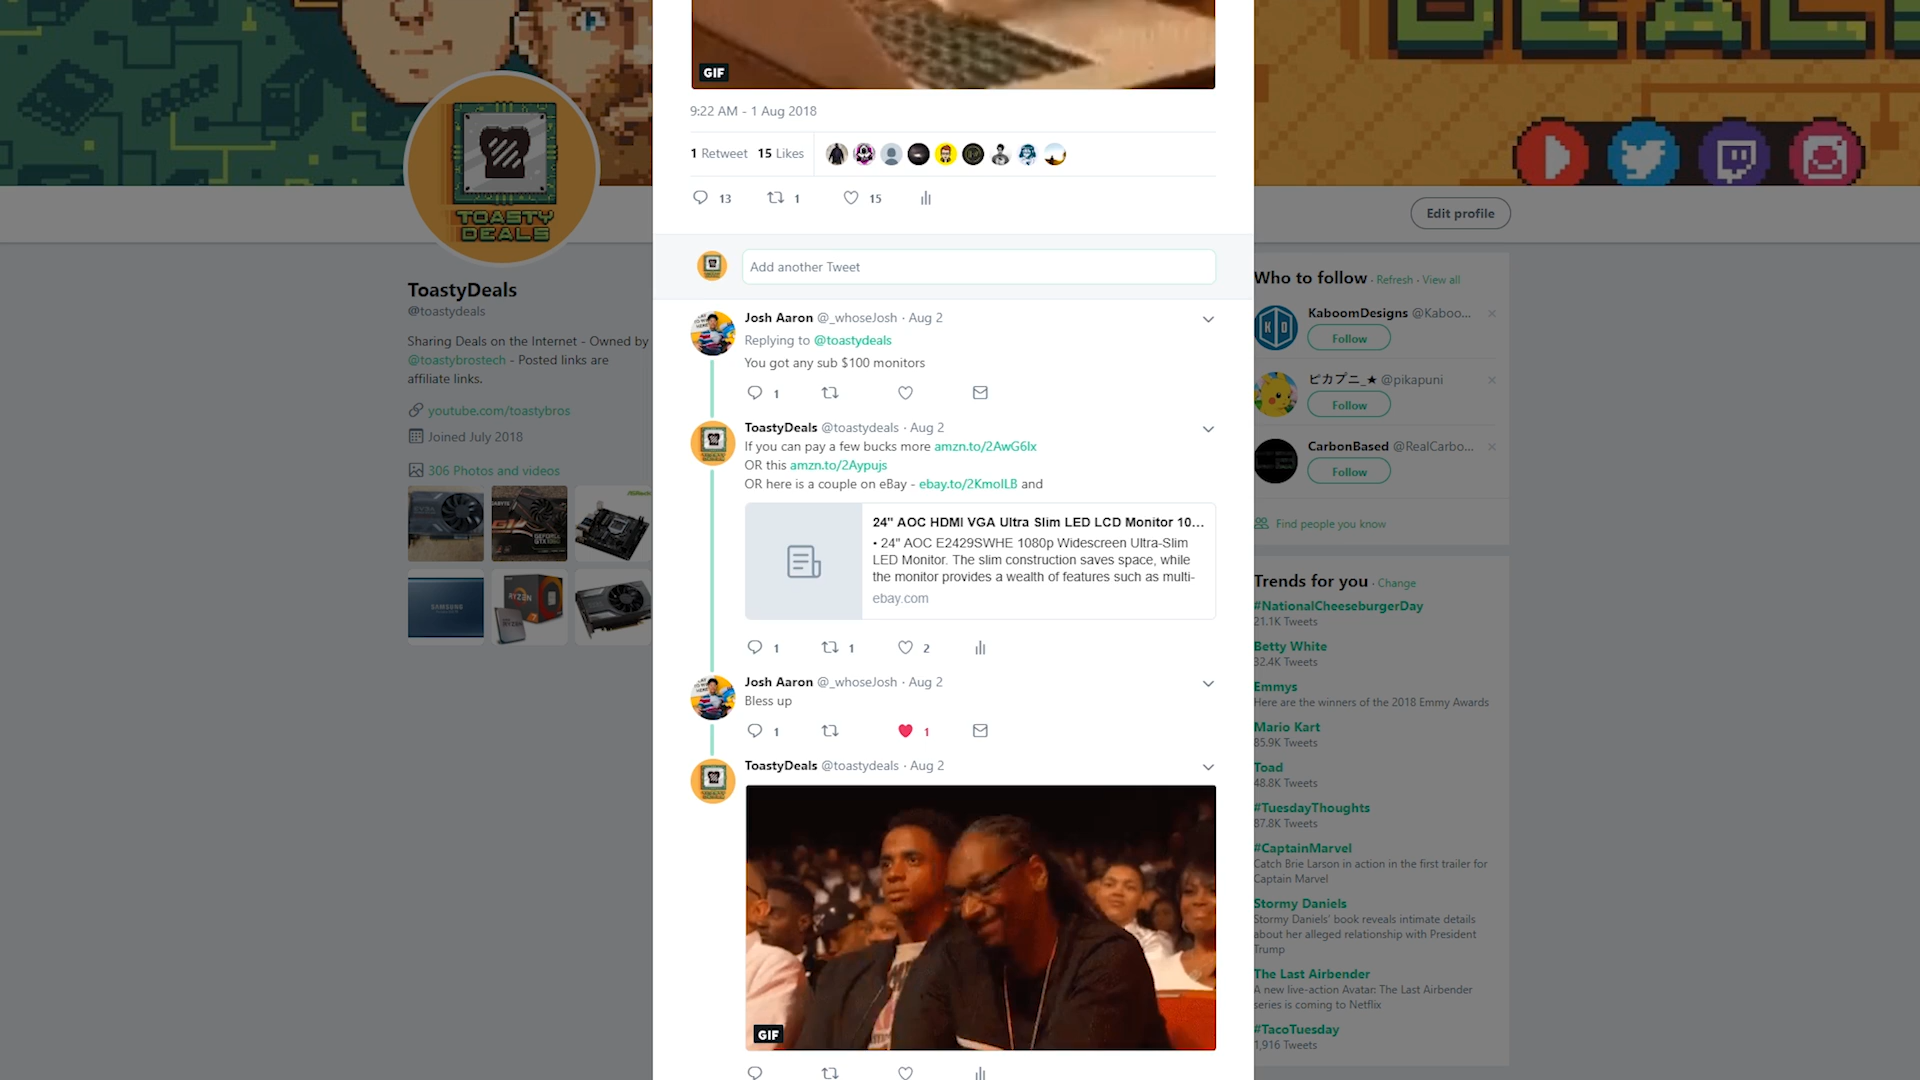 DEALS
GIF
9:22 AM - 1 Aug 2018
1 Retweet 15 Likes
13 1 15
Add another Tweet
TOASTY
DEALS
ToastyDeals
@toastydeals
Sharing Deals on the Internet - Owned by
@toastybrostech - Posted links are
affiliate links.
youtube.com/toastybros
Joined July 2018
306 Photos and videos
SAMSUNG
RYZEN
Josh Aaron @_whoseJosh · Aug 2
Replying to @toastydeals
You got any sub $100 monitors
1
ToastyDeals @toastydeals · Aug 2
If you can pay a few bucks more amzn.to/2AwG6lx
OR this amzn.to/2Aypujs
OR here is a couple on eBay - ebay.to/2KmolLB and
24" AOC HDMI VGA Ultra Slim LED LCD Monitor 10...
• 24" AOC E2429SWHE 1080p Widescreen Ultra-Slim
LED Monitor. The slim construction saves space, while
the monitor provides a wealth of features such as multi-
ebay.com
1 1 2
Josh Aaron @_whoseJosh · Aug 2
Bless up
1 1
ToastyDeals @toastydeals · Aug 2
GIF
Edit profile
Who to follow · Refresh · View all
KaboomDesigns @Kaboo... ×
Follow
ピカプニ_★ @pikapuni ×
Follow
CarbonBased @RealCarbo... ×
Follow
Find people you know
Trends for you · Change
#NationalCheeseburgerDay
21.1K Tweets
Betty White
32.4K Tweets
Emmys
Here are the winners of the 2018 Emmy Awards
Mario Kart
85.9K Tweets
Toad
48.8K Tweets
#TuesdayThoughts
87.8K Tweets
#CaptainMarvel
Catch Brie Larson in action in the first trailer for
Captain Marvel
Stormy Daniels
Stormy Daniels' book reveals intimate details
about her alleged relationship with President
Trump
The Last Airbender
A new live-action Avatar: The Last Airbender
series is coming to Netflix
#TacoTuesday
1,916 Tweets